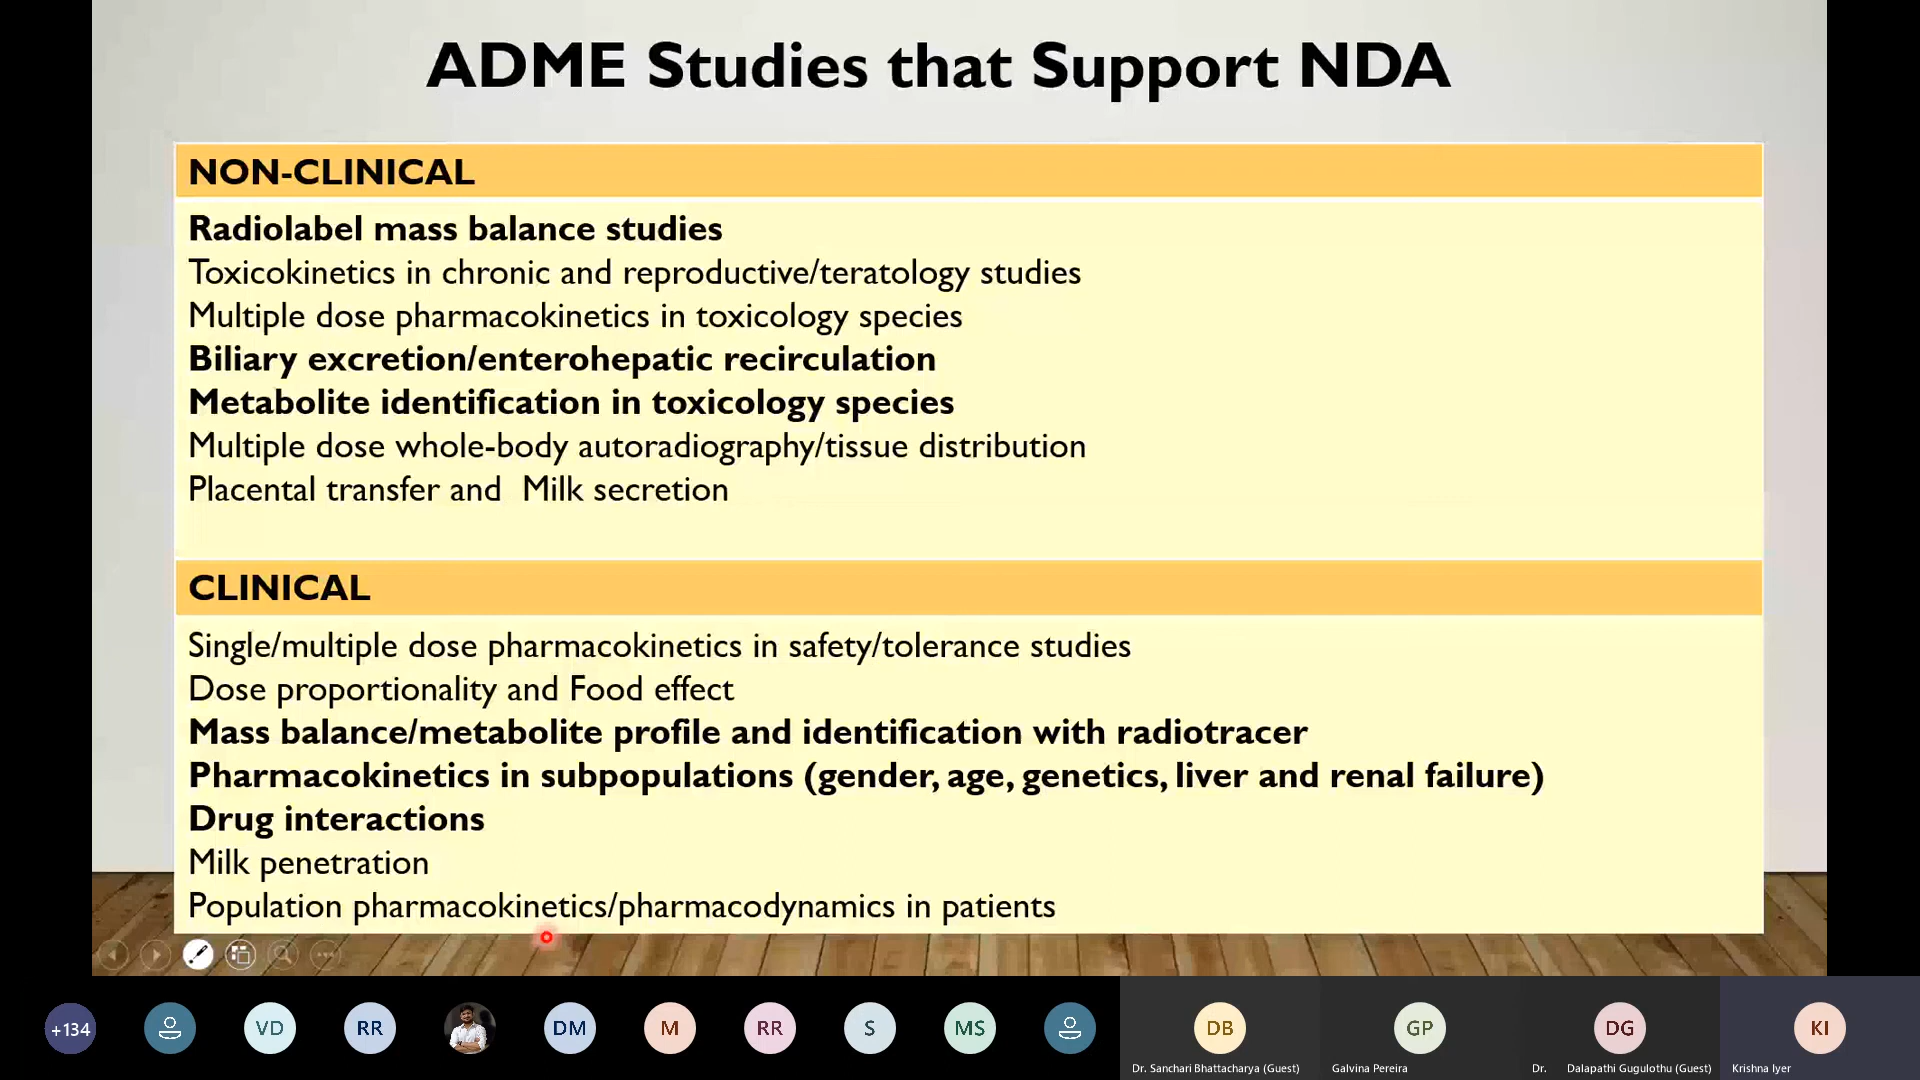 ADME Studies that Support NDA
NON-CLINICAL
Radiolabel mass balance studies
Toxicokinetics in chronic and reproductive/teratology studies
Multiple dose pharmacokinetics in toxicology species
Biliary excretion/enterohepatic recirculation
Metabolite identification in toxicology species
Multiple dose whole-body autoradiography/tissue distribution
Placental transfer and Milk secretion
CLINICAL
Single/multiple dose pharmacokinetics in safety/tolerance studies
Dose proportionality and Food effect
Mass balance/metabolite profile and identification with radiotracer
Pharmacokinetics in subpopulations (gender, age, genetics, liver and renal failure)
Drug interactions
Milk penetration
Population pharmacokinetics/pharmacodynamics in patients
+134 VD RR DM M RR S MS DB GP DG KI
Dr. Sanchari Bhattacharya (Guest) Galvina Pereira Dr. Dalapathi Gugulothu (Guest) Krishna Iyer